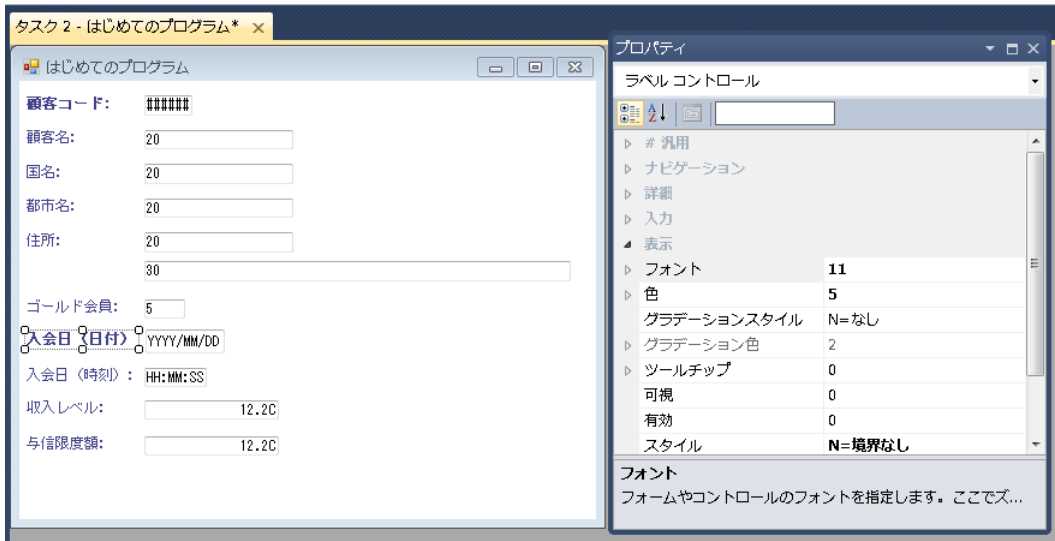 タスク 2 - はじめてのプログラム* ×
はじめてのプログラム
顧客コード: ######
顧客名: 20
国名: 20
都市名: 20
住所: 20
30
ゴールド会員: 5
入会日（日付） YYYY/MM/DD
入会日（時刻）: HH:MM:SS
収入レベル: 12.2C
与信限度額: 12.2C
プロパティ
ラベル コントロール
# 汎用
ナビゲーション
詳細
入力
表示
フォント 11
色 5
グラデーションスタイル N=なし
グラデーション色 2
ツールチップ 0
可視 0
有効 0
スタイル N=境界なし
フォント
フォームやコントロールのフォントを指定します。ここでズ...